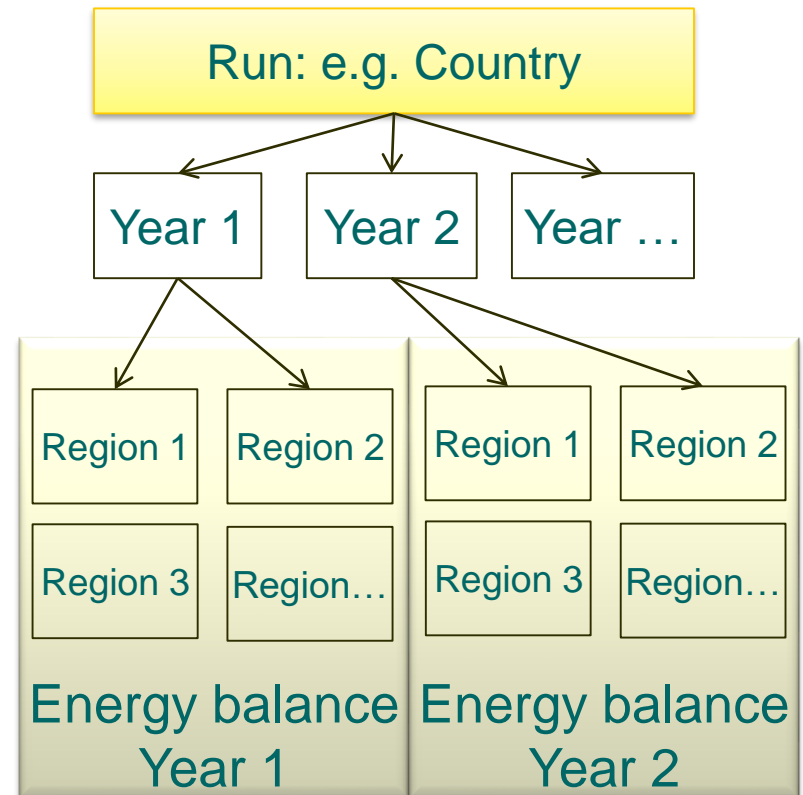 Run: e.g. Country
Year 1
Year 2
Year …
Region 1
Region 2
Region 3
Region…
Energy balance
Year 1
Region 1
Region 2
Region 3
Region…
Energy balance
Year 2